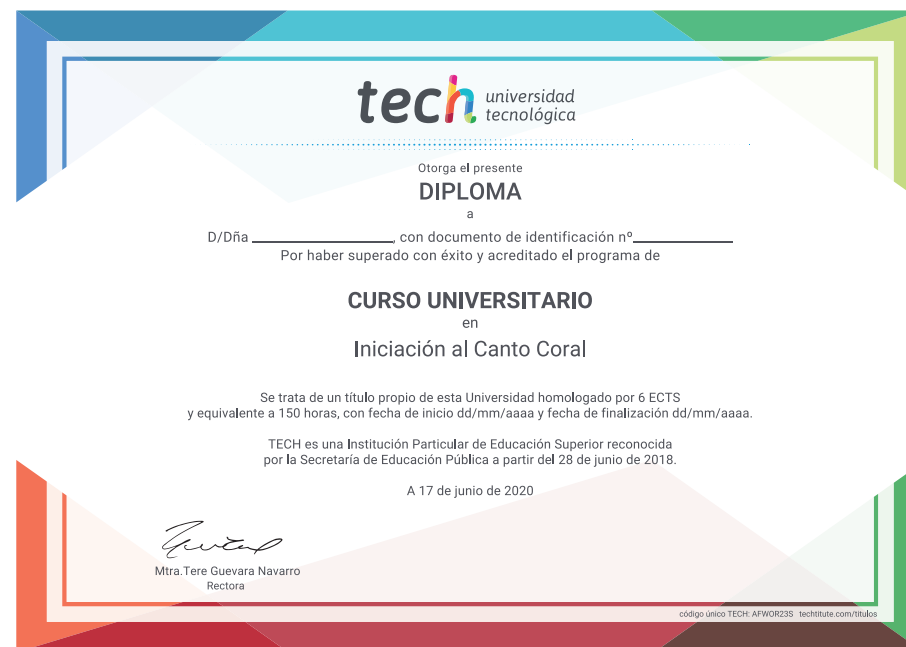 tech universidad
tecnológica
Otorga el presente
DIPLOMA
a
D/Dña ____________________, con documento de identificación nº______________
Por haber superado con éxito y acreditado el programa de
CURSO UNIVERSITARIO
en
Iniciación al Canto Coral
Se trata de un título propio de esta Universidad homologado por 6 ECTS
y equivalente a 150 horas, con fecha de inicio dd/mm/aaaa y fecha de finalización dd/mm/aaaa.
TECH es una Institución Particular de Educación Superior reconocida
por la Secretaría de Educación Pública a partir del 28 de junio de 2018.
A 17 de junio de 2020
Mtra.Tere Guevara Navarro
Rectora
código único TECH: AFWOR23S techtitute.com/titulos